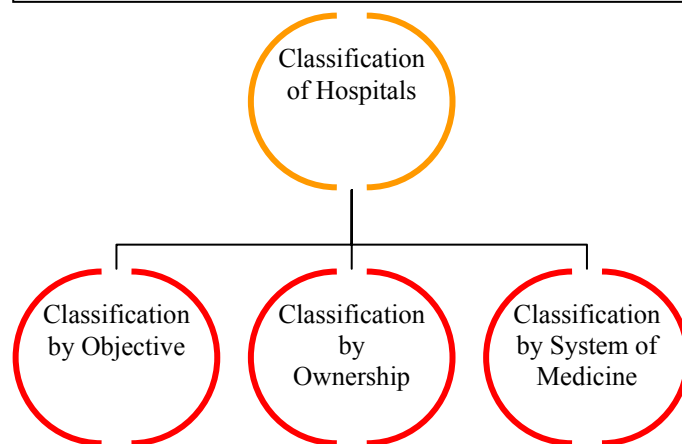 Classification
of Hospitals
Classification
by Objective
Classification
by
Ownership
Classification
by System of
Medicine